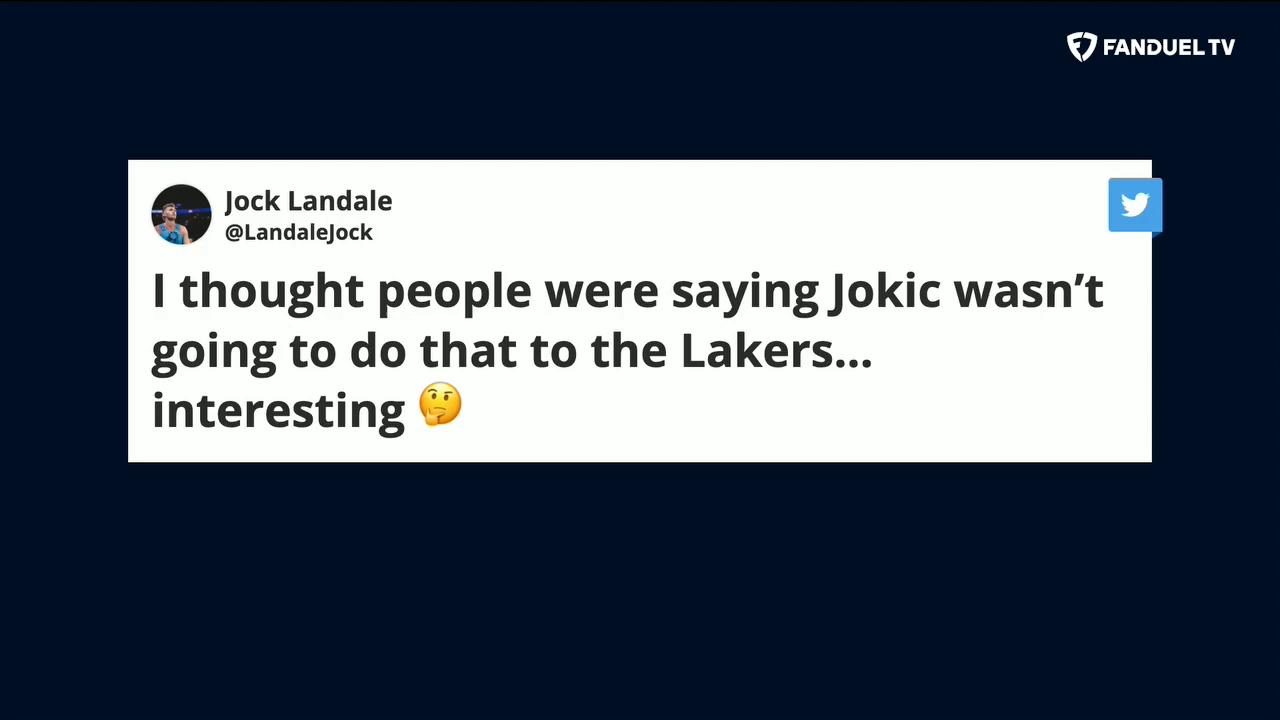 FANDUEL TV
Jock Landale
@LandaleJock
I thought people were saying Jokic wasn’t
going to do that to the Lakers...
interesting 🤔